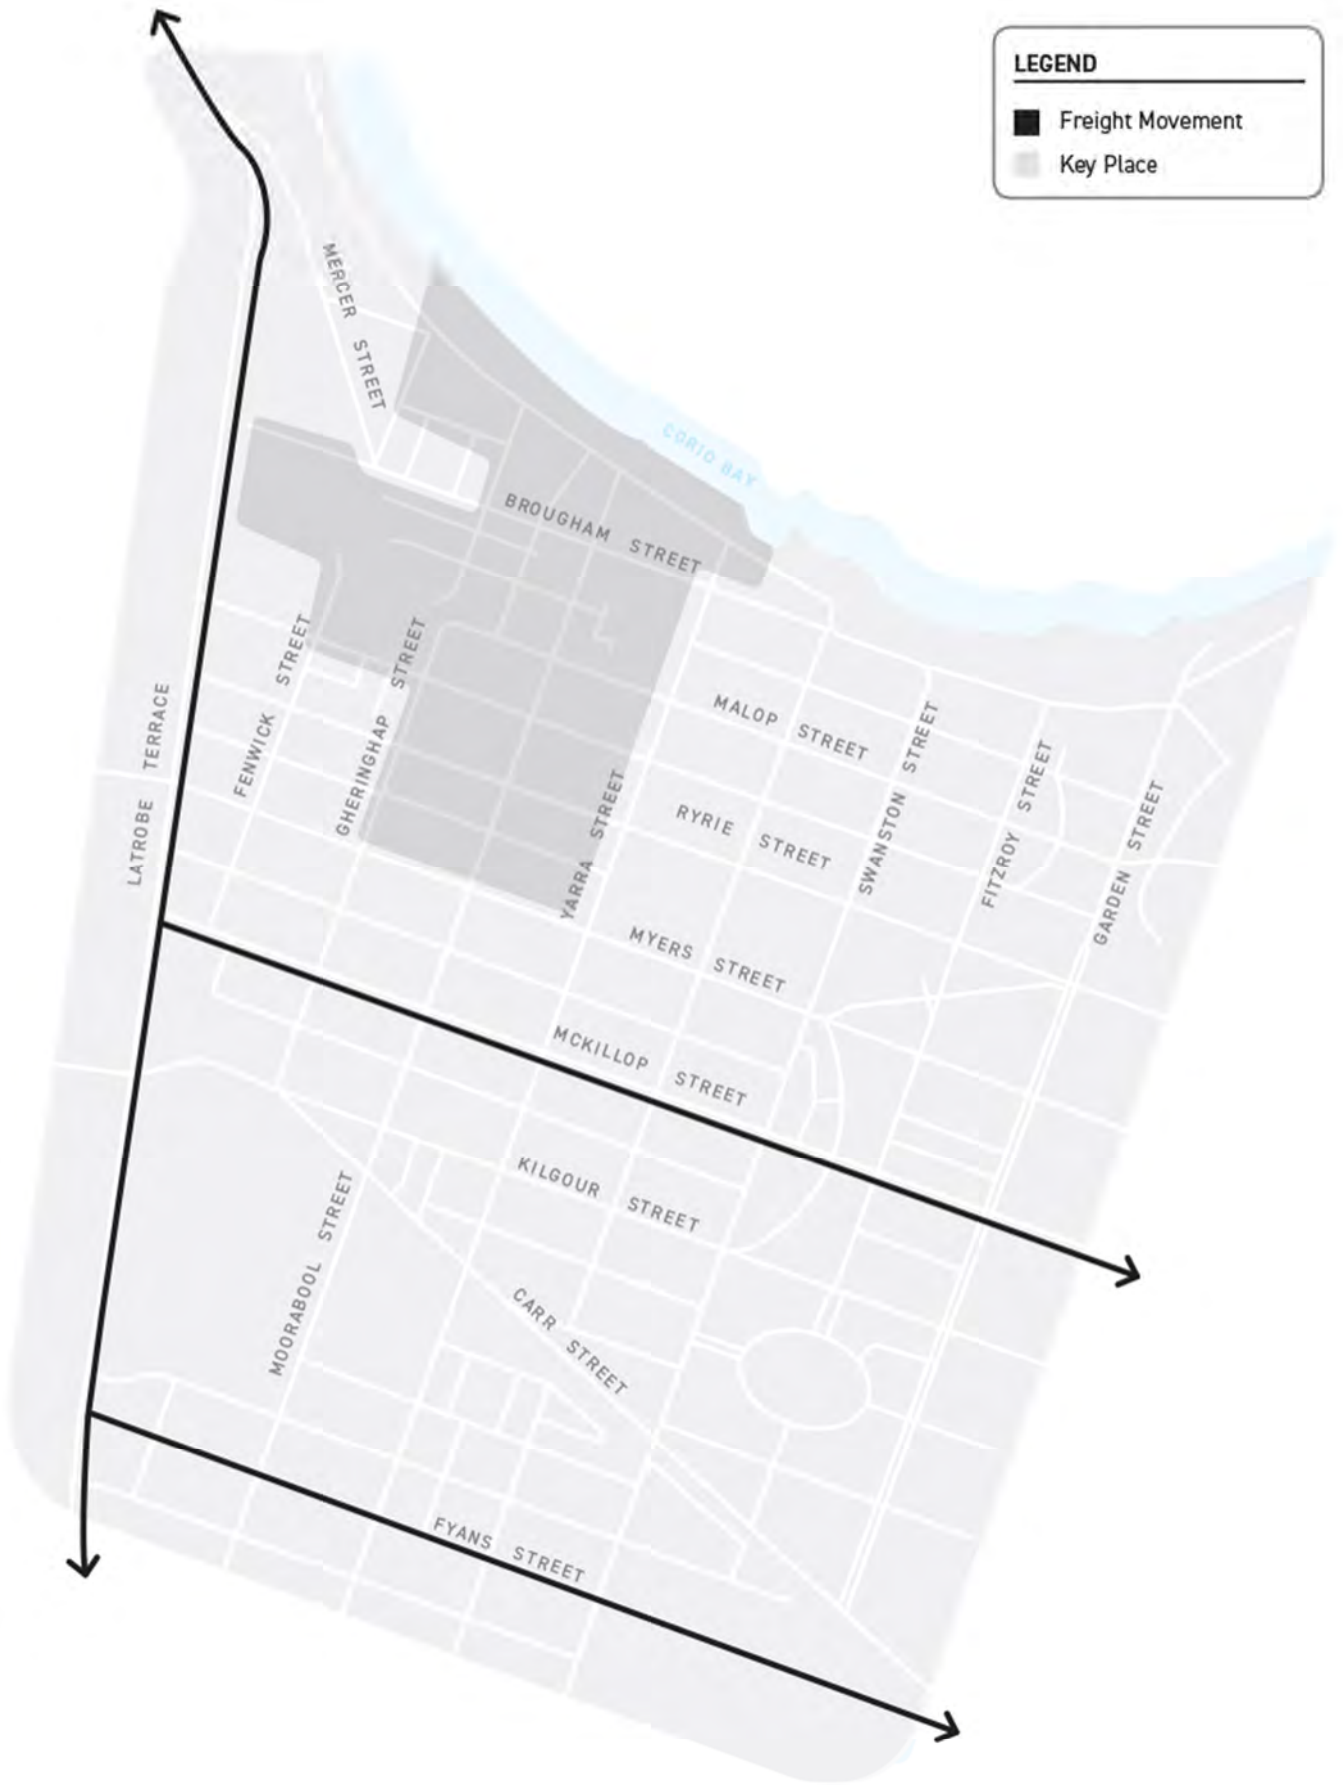 LEGEND
Freight Movement
Key Place
MERCER STREET
CORIO BAY
BROUGHAM STREET
FENWICK STREET
GHERINGHAP STREET
LATROBE TERRACE
MALOP STREET
SWANSTON STREET
FITZROY STREET
GARDEN STREET
YARRA STREET
RYRIE STREET
MYERS STREET
MCKILLOP STREET
KILGOUR STREET
MOORABOOL STREET
CARR STREET
FYANS STREET